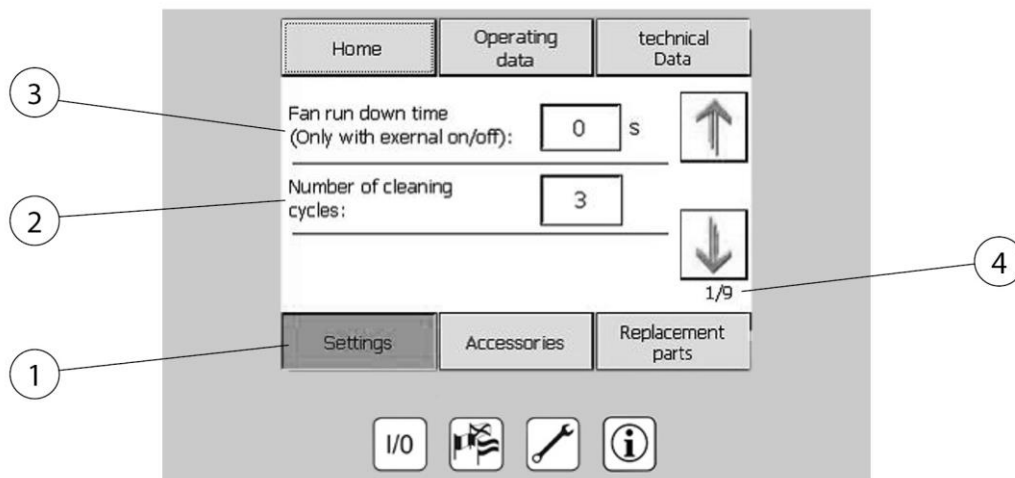 Home
Operating
data
technical
Data
3
Fan run down time
(Only with exernal on/off):
0
s
2
Number of cleaning
cycles:
3
4
1/9
1
Settings
Accessories
Replacement
parts
I/0
i